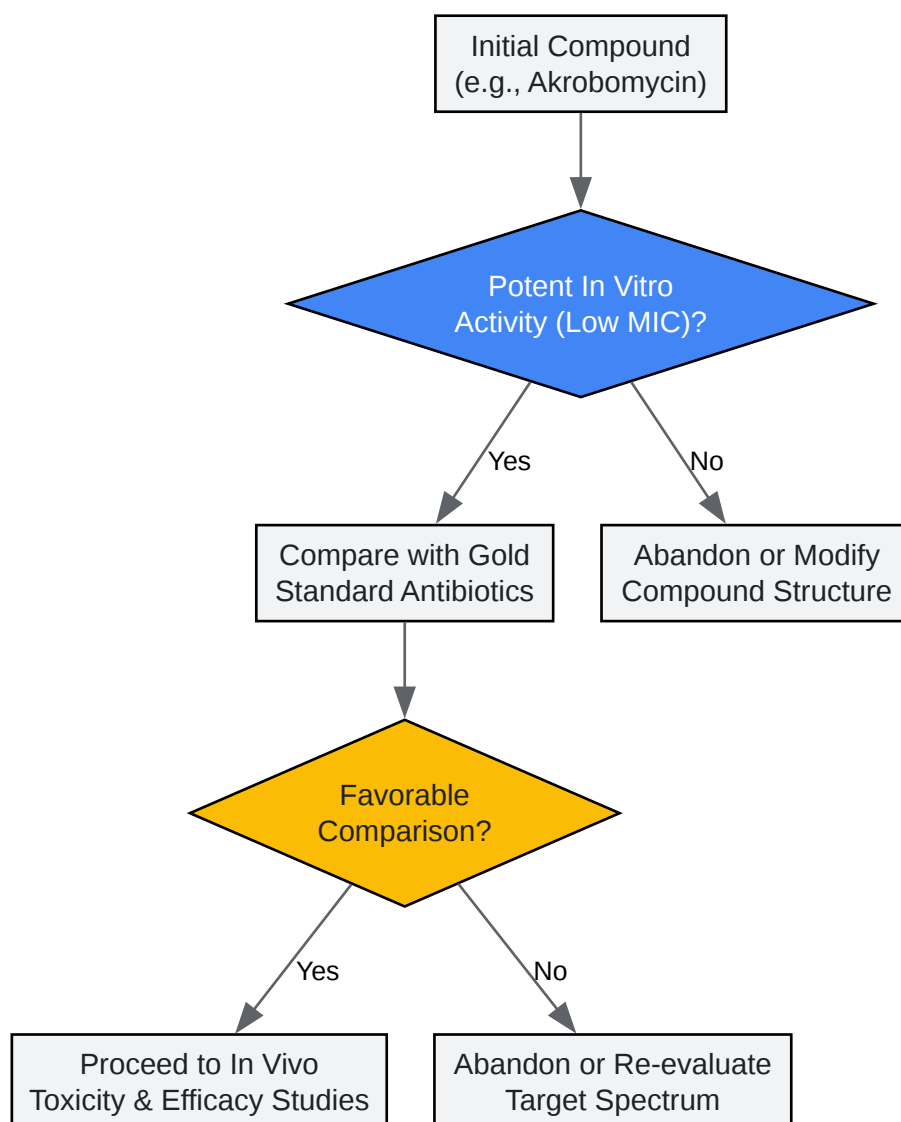 Initial Compound
(e.g., Akrobomycin)
Potent In Vitro
Activity (Low MIC)?
Yes
No
Compare with Gold
Standard Antibiotics
Abandon or Modify
Compound Structure
Favorable
Comparison?
Yes
No
Proceed to In Vivo
Toxicity & Efficacy Studies
Abandon or Re-evaluate
Target Spectrum